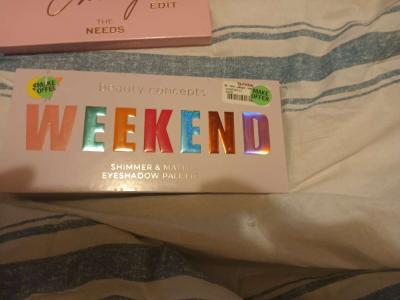 EDIT
THE
NEEDS
MAKE
OFFER
beauty concepts
MAKE
OFFER
WEEKEND
SHIMMER & MATTE
EYESHADOW PALETTE